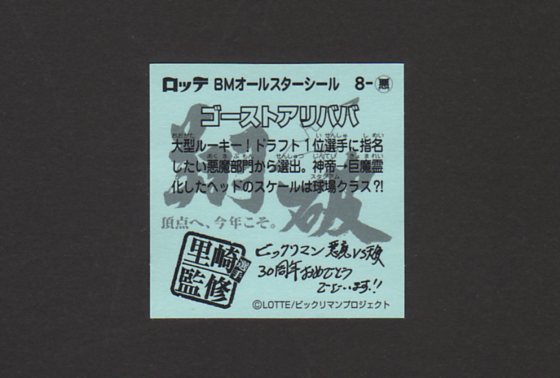 ロッテ BMオールスターシール 8-悪
ゴーストアリババ
大型ルーキー!ドラフト1位選手に指名
したい悪魔部門から選出。神帝→巨魔霊
化したヘッドのスケールは球場クラス?!
翔破
頂点へ、今年こそ。
里崎選手
監修
ビックリマン悪魔VS天使
30周年おめでとう
ございます!!
©LOTTE/ビックリマンプロジェクト